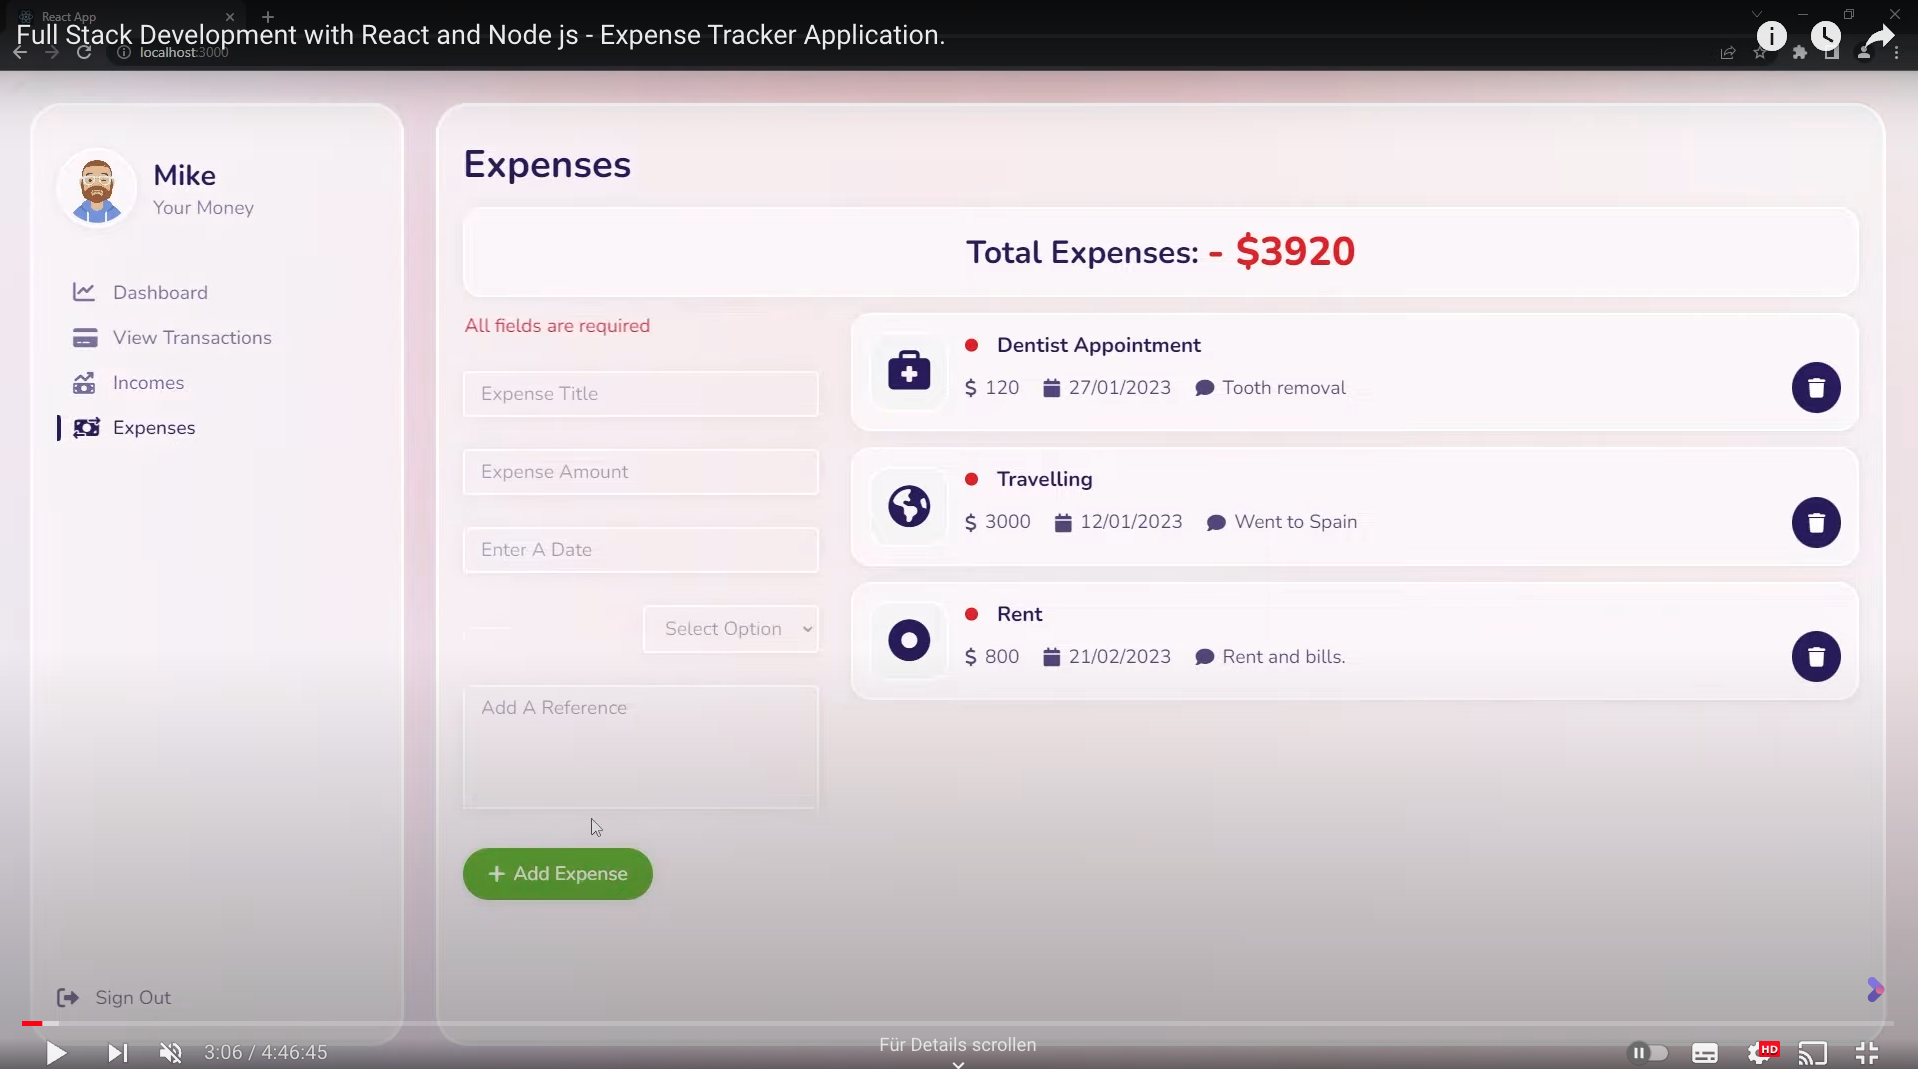 React App
Full Stack Development with React and Node js - Expense Tracker Application.
localhost:3000
Mike
Your Money
Dashboard
View Transactions
Incomes
Expenses
Sign Out
Expenses
Total Expenses: - $3920
All fields are required
Expense Title
Expense Amount
Enter A Date
Select Option
Add A Reference
+ Add Expense
Dentist Appointment
$ 120 27/01/2023 Tooth removal
Travelling
$ 3000 12/01/2023 Went to Spain
Rent
$ 800 21/02/2023 Rent and bills.
3:06 / 4:46:45
Für Details scrollen
HD